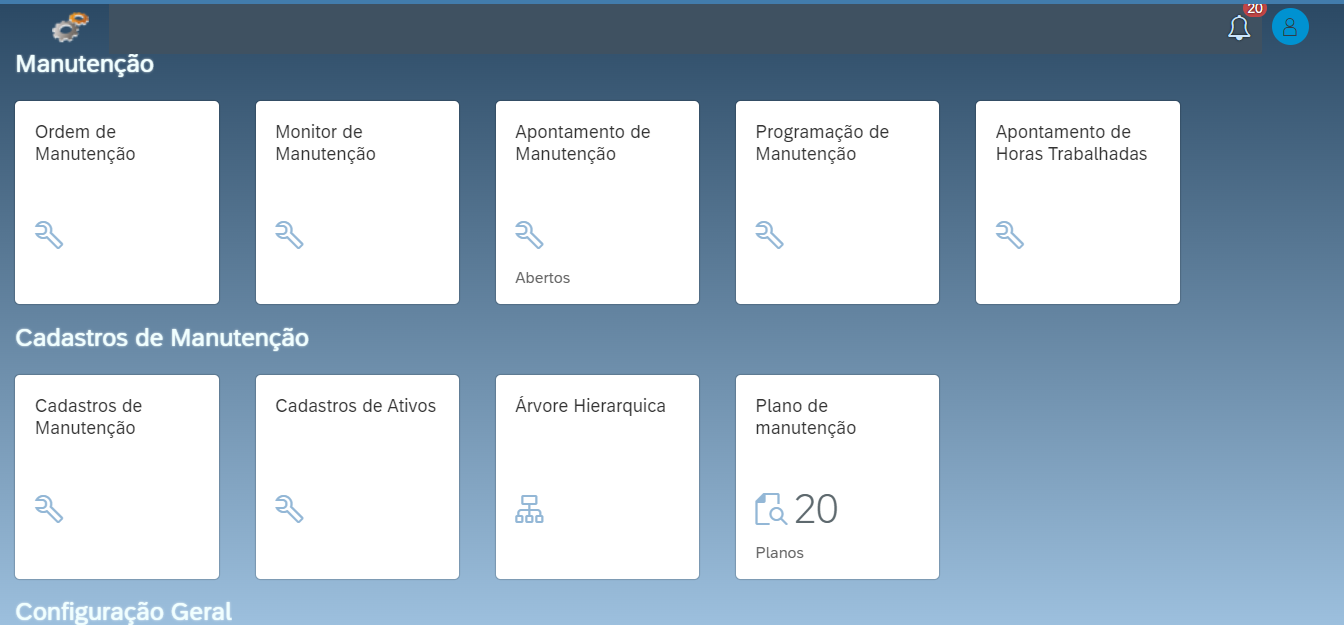 20
Manutenção
Ordem de
Manutenção
Monitor de
Manutenção
Apontamento de
Manutenção
Abertos
Programação de
Manutenção
Apontamento de
Horas Trabalhadas
Cadastros de Manutenção
Cadastros de
Manutenção
Cadastros de Ativos
Árvore Hierarquica
Plano de
manutenção
20
Planos
Configuração Geral